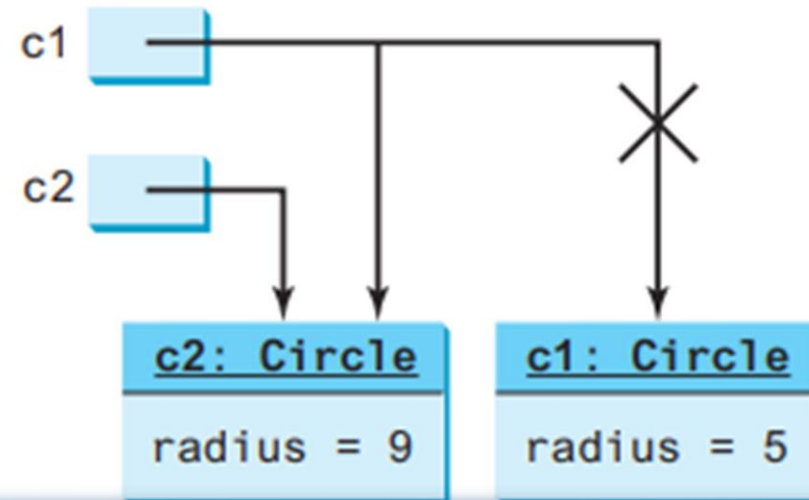 c1
c2
c2: Circle
radius = 9
c1: Circle
radius = 5